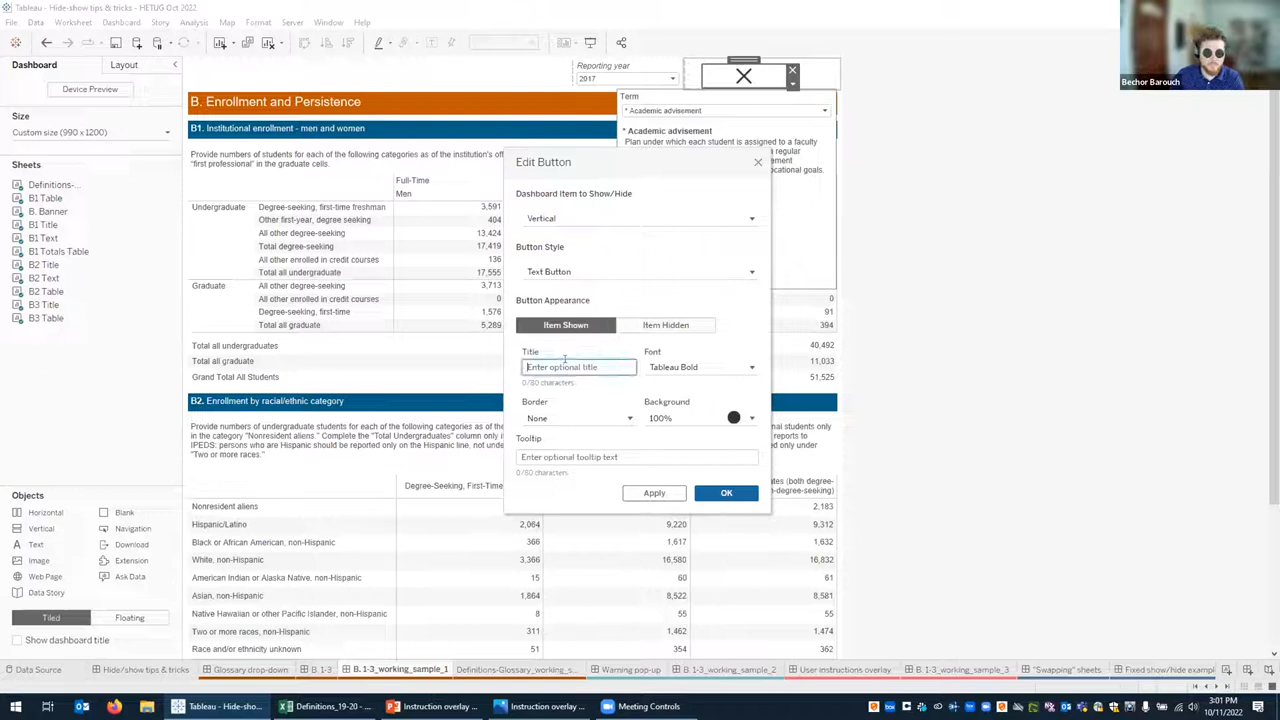 Tableau - Hide-show tips & tricks - HETUG Oct 2022
File Data Worksheet Dashboard Story Analysis Map Format Server Window Help
Dashboard Layout
Device Preview
Size
Custom size (990 x 1200)
Sheets
Definitions-...
B1 Table
B. Banner
B1 Title
B1 Text
B1 Totals Table
B2 Title
B2 Text
B2 Table
B3 Title
B3 Table
Objects
Horizontal Blank
Vertical Navigation
Text Download
Image Extension
Web Page Ask Data
Data Story
Tiled Floating
Show dashboard title
Reporting year
2017
B. Enrollment and Persistence
B1. Institutional enrollment - men and women
Provide numbers of students for each of the following categories as of the institution's off
"first professional" in the graduate cells.
Full-Time
Men
Undergraduate Degree-seeking, first-time freshman 3,591
Other first-year, degree seeking 404
All other degree-seeking 13,424
Total degree-seeking 17,419
All other enrolled in credit courses 136
Total all undergraduate 17,555
Graduate All other degree-seeking 3,713
All other enrolled in credit courses 0 0
Degree-seeking, first-time 1,576 91
Total all graduate 5,289 394
Total all undergraduates 40,492
Total all graduate 11,033
Grand Total All Students 51,525
Term
* Academic advisement
* Academic advisement
Plan under which each student is assigned to a faculty
regular
ement
ocational goals.
Edit Button
Dashboard Item to Show/Hide
Vertical
Button Style
Text Button
Button Appearance
Item Shown Item Hidden
Title Font
Enter optional title Tableau Bold
0/80 characters
Border Background
None 100%
Tooltip
Enter optional tooltip text
0/80 characters
Apply OK
B2. Enrollment by racial/ethnic category
Provide numbers of undergraduate students for each of the following categories as of
in the category "Nonresident aliens." Complete the "Total Undergraduates" column only i
IPEDS: persons who are Hispanic should be reported only on the Hispanic line, not unde
"Two or more races."
nal students only
reports to
ed only under
Degree-Seeking, First-Time
tes (both degree-
n-degree-seeking)
Nonresident aliens 2,183
Hispanic/Latino 2,064 9,220 9,312
Black or African American, non-Hispanic 366 1,617 1,632
White, non-Hispanic 3,366 16,580 16,832
American Indian or Alaska Native, non-Hispanic 15 60 61
Asian, non-Hispanic 1,864 8,522 8,581
Native Hawaiian or other Pacific Islander, non-Hispanic 8 55 55
Two or more races, non-Hispanic 311 1,462 1,474
Race and/or ethnicity unknown 51 354 362
Data Source Hide/show tips & tricks Glossary drop-down B. 1-3 B. 1-3_working_sample_1 Definitions-Glossary_working_s... Warning pop-up B. 1-3_working_sample_2 User instructions overlay B. 1-3_working_sample_3 "Swapping" sheets Fixed show/hide exampl
Tableau - Hide-sho... Definitions_19-20 ... Instruction overlay ... Instruction overlay ... Meeting Controls
3:01 PM
10/11/2022
Bechor Barouch